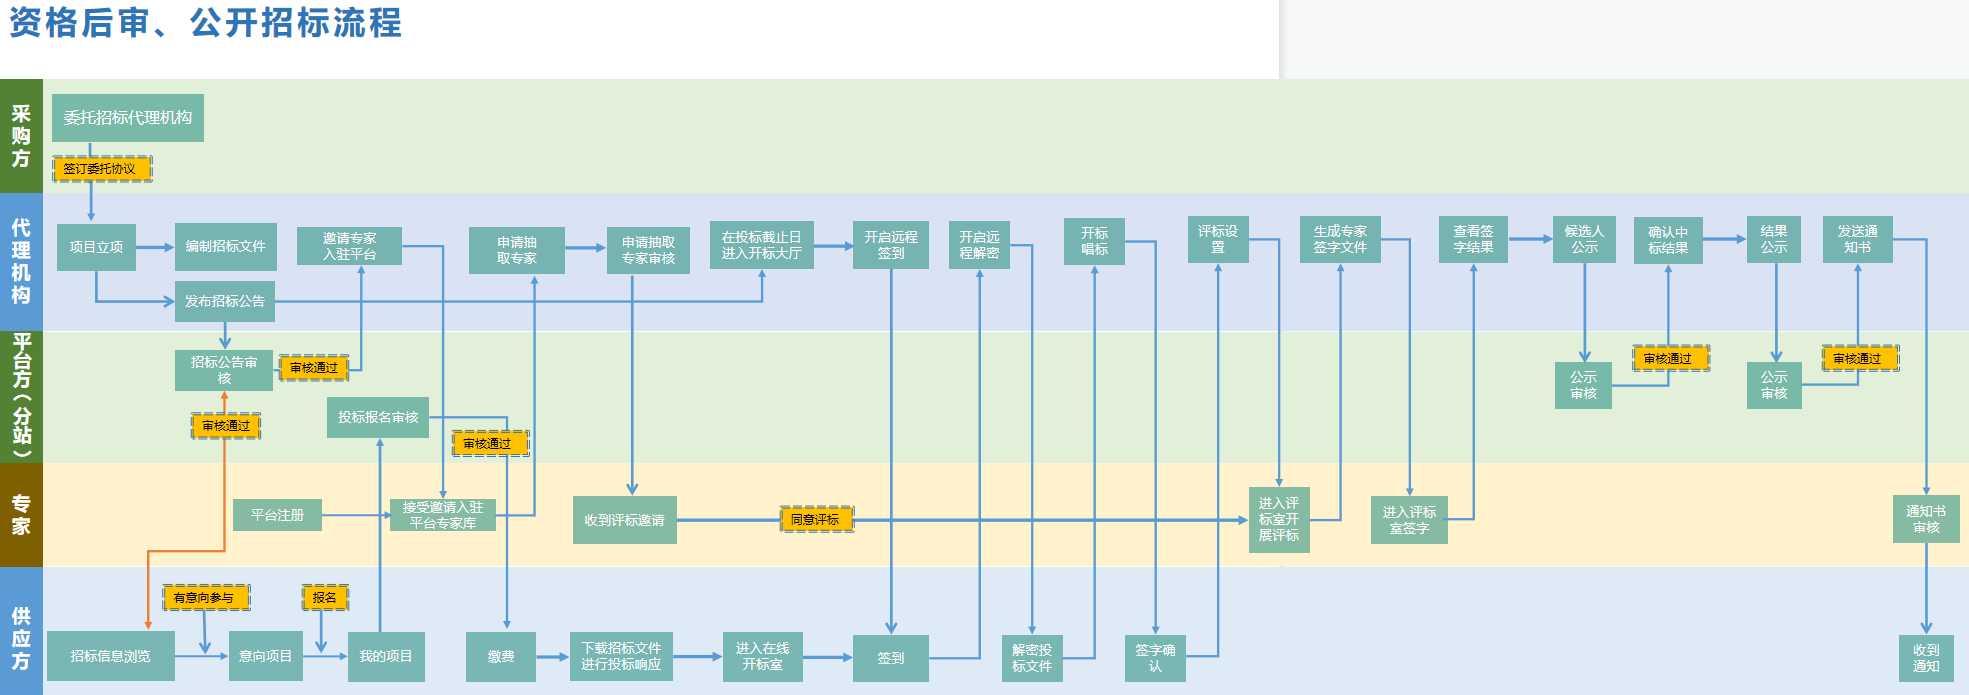 资格后审、公开招标流程
采购方
委托招标代理机构
签订委托协议
代理机构
项目立项
编制招标文件
邀请专家
入驻平台
申请抽
取专家
申请抽取
专家审核
在投标截止日
进入开标大厅
开启远程
签到
开启远
程解密
开标
唱标
评标设
置
生成专家
签字文件
查看签
字结果
候选人
公示
确认中
标结果
结果
公示
发送通
知书
发布招标公告
平台方（分站）
招标公告审
核
审核通过
审核通过
投标报名审核
审核通过
公示
审核
审核通过
公示
审核
审核通过
专家
平台注册
接受邀请入驻
平台专家库
收到评标邀请
同意评标
进入评
标室开
展评标
进入评标
室签字
通知书
审核
供应方
有意向参与
报名
招标信息浏览
意向项目
我的项目
缴费
下载招标文件
进行投标响应
进入在线
开标室
签到
解密投
标文件
签字确
认
收到
通知